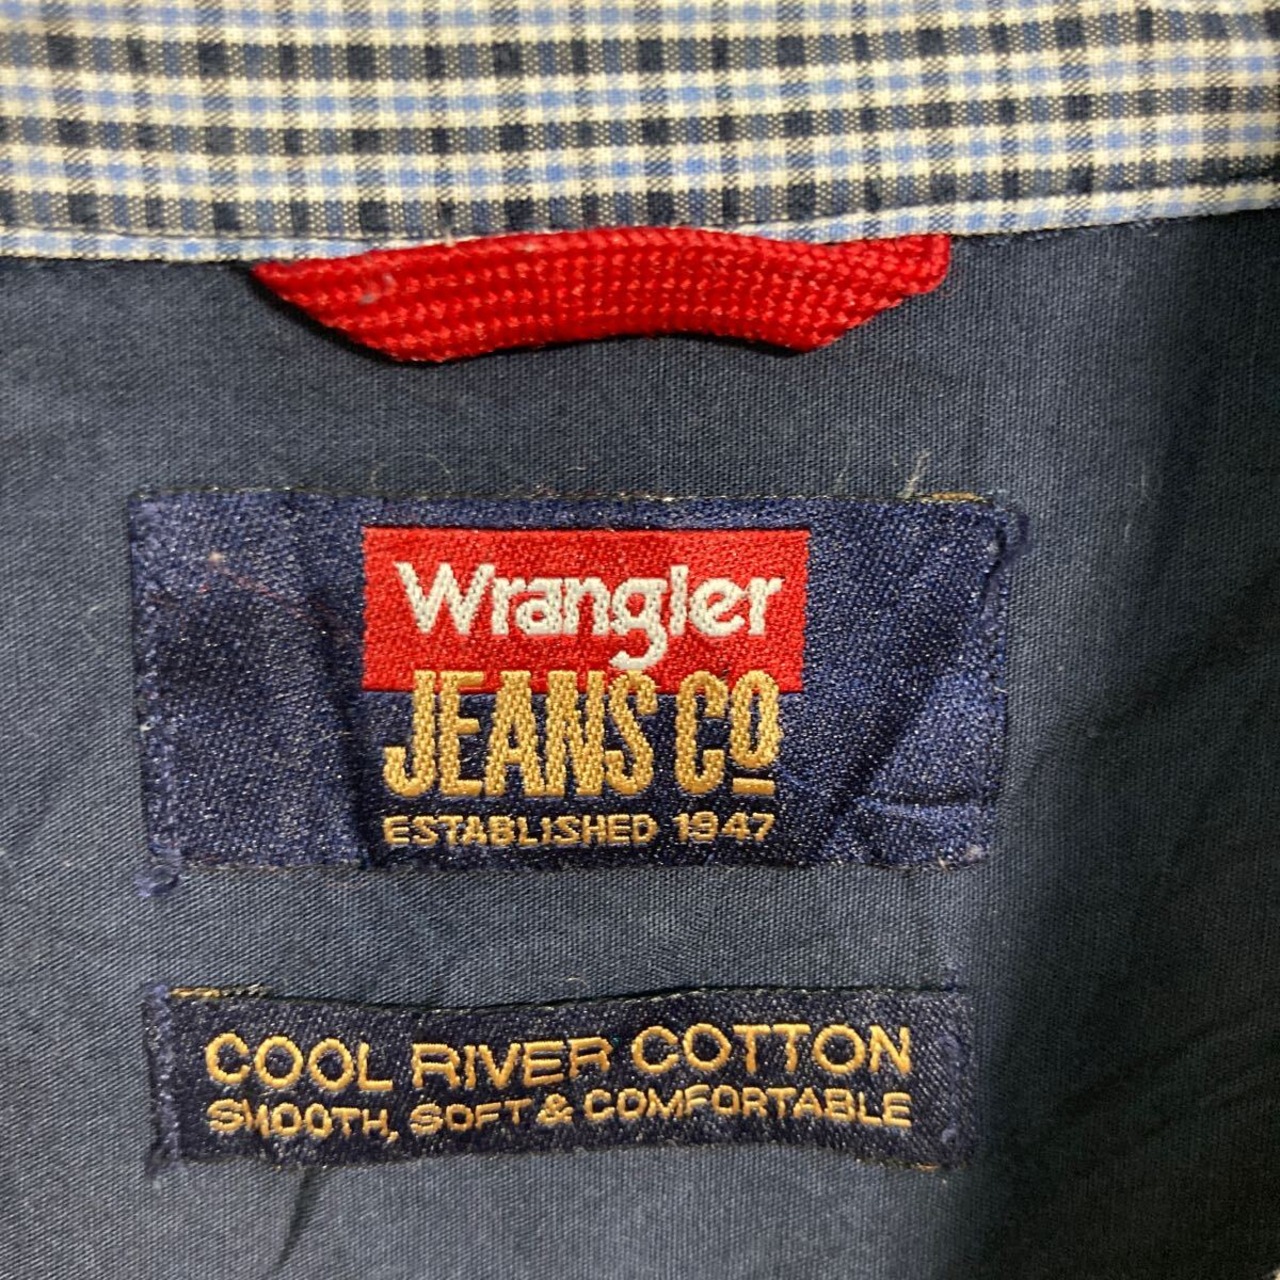 Wrangler
JEANS Co
ESTABLISHED 1947
COOL RIVER COTTON
SMOOTH, SOFT & COMFORTABLE